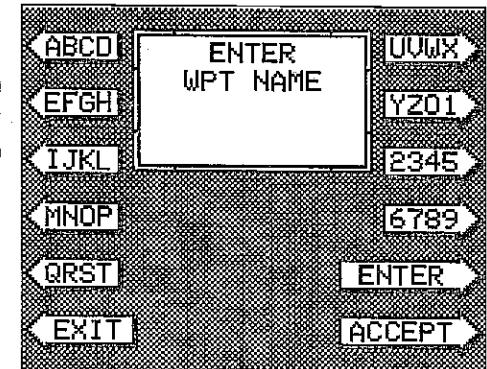 ABCD
EFGH
IJKL
MNOP
QRST
EXIT
ENTER
WPT NAME
UVWX
YZ01
2345
6789
ENTER
ACCEPT